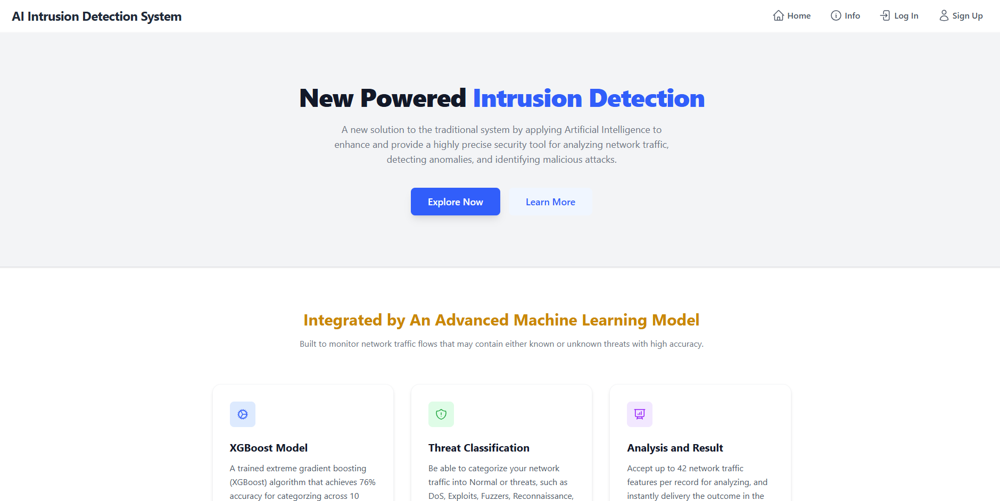 AI Intrusion Detection System
Home
Info
Log In
Sign Up
New Powered Intrusion Detection
A new solution to the traditional system by applying Artificial Intelligence to
enhance and provide a highly precise security tool for analyzing network traffic,
detecting anomalies, and identifying malicious attacks.
Explore Now
Learn More
Integrated by An Advanced Machine Learning Model
Built to monitor network traffic flows that may contain either known or unknown threats with high accuracy.
XGBoost Model
A trained extreme gradient boosting
(XGBoost) algorithm that achieves 76%
accuracy for categorzing across 10
Threat Classification
Be able to categorize your network
traffic into Normal or threats, such as
DoS, Exploits, Fuzzers, Reconnaissance,
Analysis and Result
Accept up to 42 network traffic
features per record for analyzing, and
instantly delivery the outcome in the